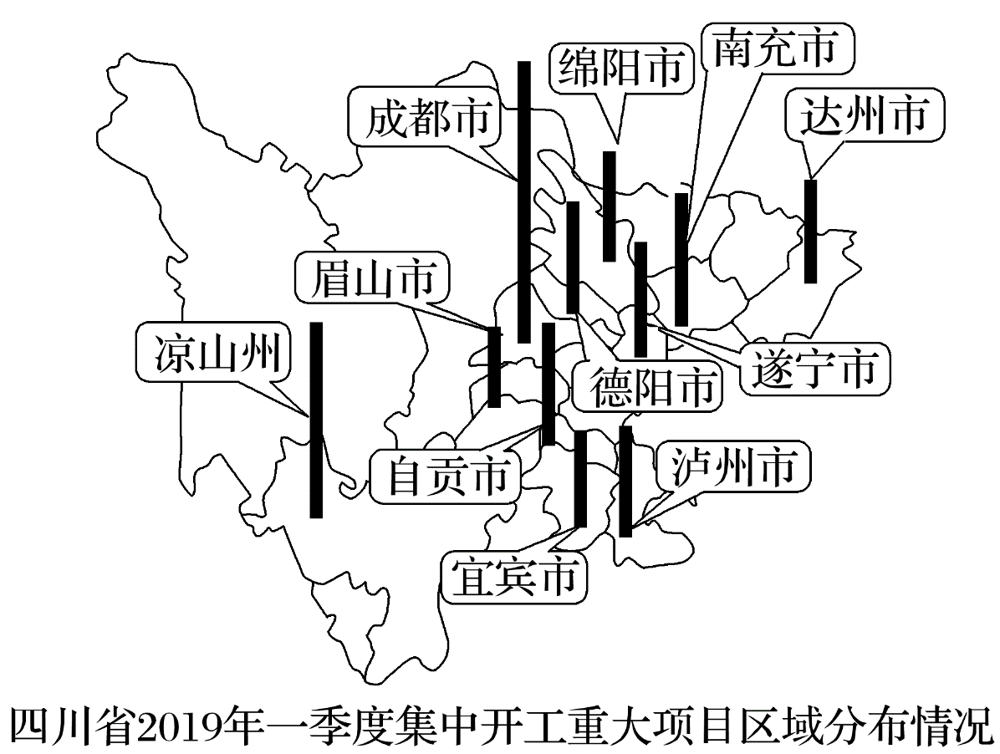 南充市
绵阳市
达州市
成都市
眉山市
凉山州
遂宁市
德阳市
自贡市
泸州市
宜宾市
四川省2019年一季度集中开工重大项目区域分布情况